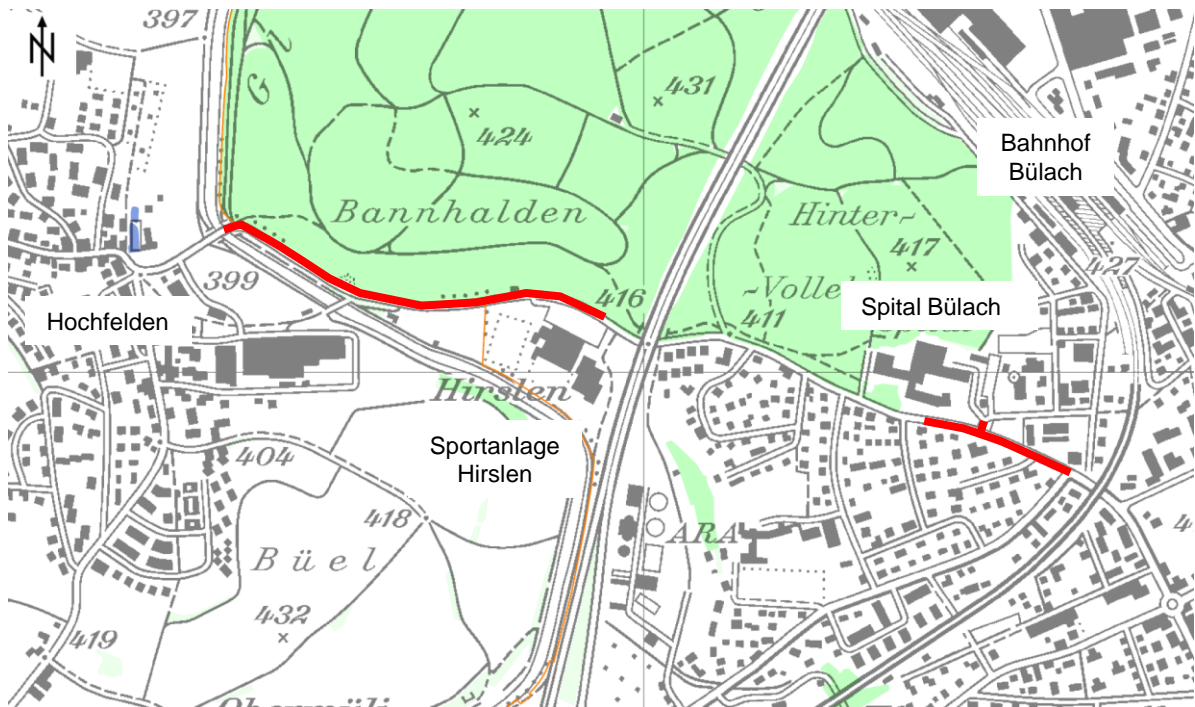 397
N
G
Z
424
431
Bahnhof
Bülach
Bannhalden
Hinter-
417
427
399
416
-Volle
411
Spital Bülach
Hochfelden
Hirslen
Sportanlage
Hirslen
404
418
ARA
Büel
432
419